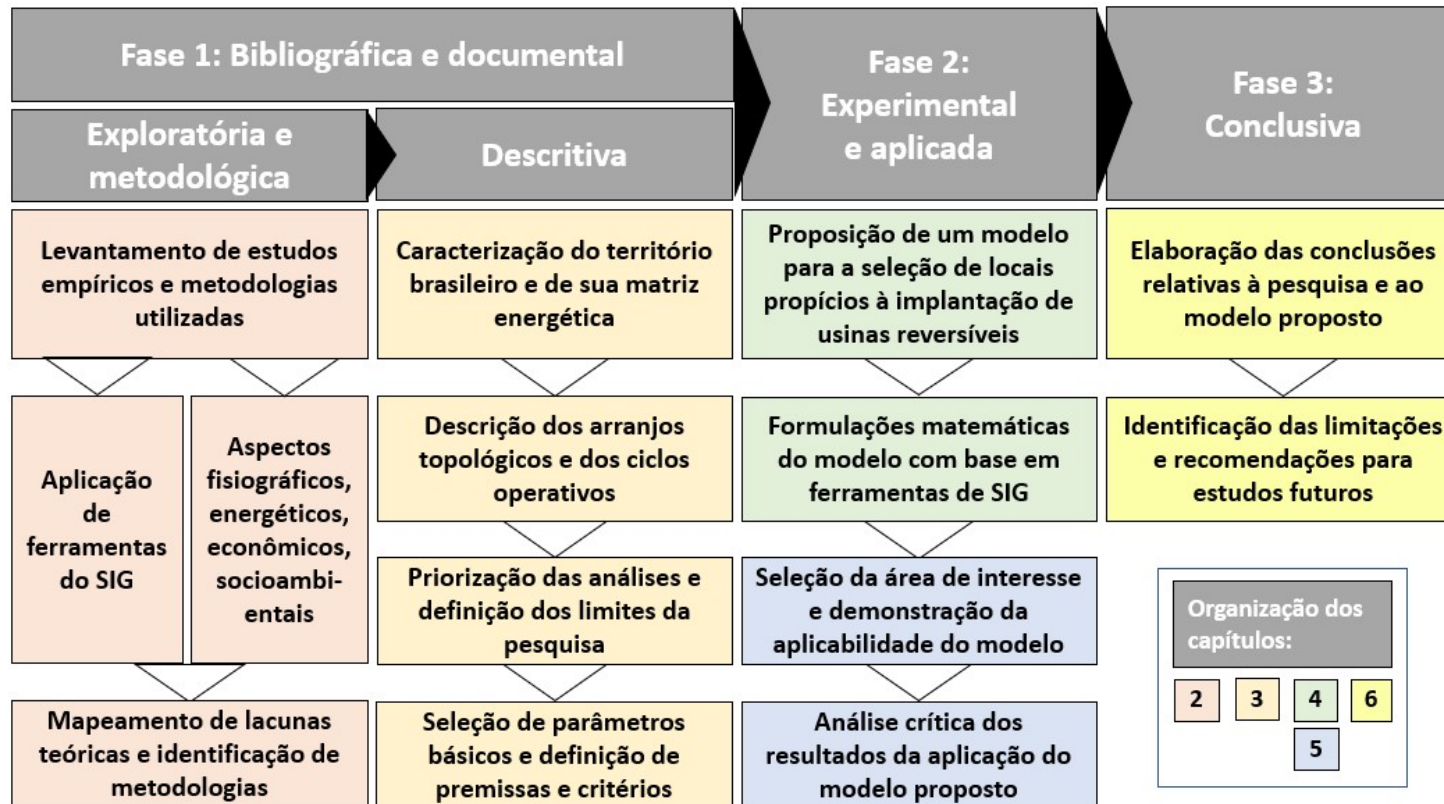 Fase 1: Bibliográfica e documental
Exploratória e
metodológica
Descritiva
Fase 2:
Experimental
e aplicada
Fase 3:
Conclusiva
Levantamento de estudos
empíricos e metodologias
utilizadas
Aplicação
de
ferramentas
do SIG
Aspectos
fisiográficos,
energéticos,
econômicos,
socioambi-
entais
Mapeamento de lacunas
teóricas e identificação de
metodologias
Caracterização do território
brasileiro e de sua matriz
energética
Descrição dos arranjos
topológicos e dos ciclos
operativos
Priorização das análises e
definição dos limites da
pesquisa
Seleção de parâmetros
básicos e definição de
premissas e critérios
Proposição de um modelo
para a seleção de locais
propícios à implantação de
usinas reversíveis
Formulações matemáticas
do modelo com base em
ferramentas de SIG
Seleção da área de interesse
e demonstração da
aplicabilidade do modelo
Análise crítica dos
resultados da aplicação do
modelo proposto
Elaboração das conclusões
relativas à pesquisa e ao
modelo proposto
Identificação das limitações
e recomendações para
estudos futuros
Organização dos
capítulos:
2 3 4 6
5